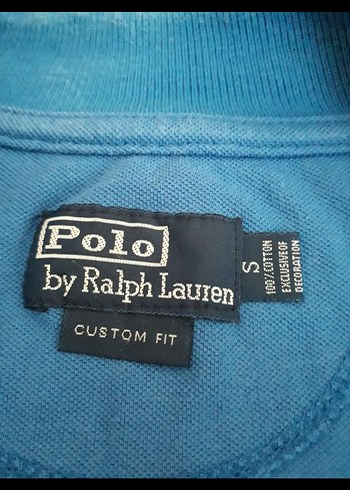 Polo
by Ralph Lauren
CUSTOM FIT
S
100% COTTON
EXCLUSIVE OF
DECORATION